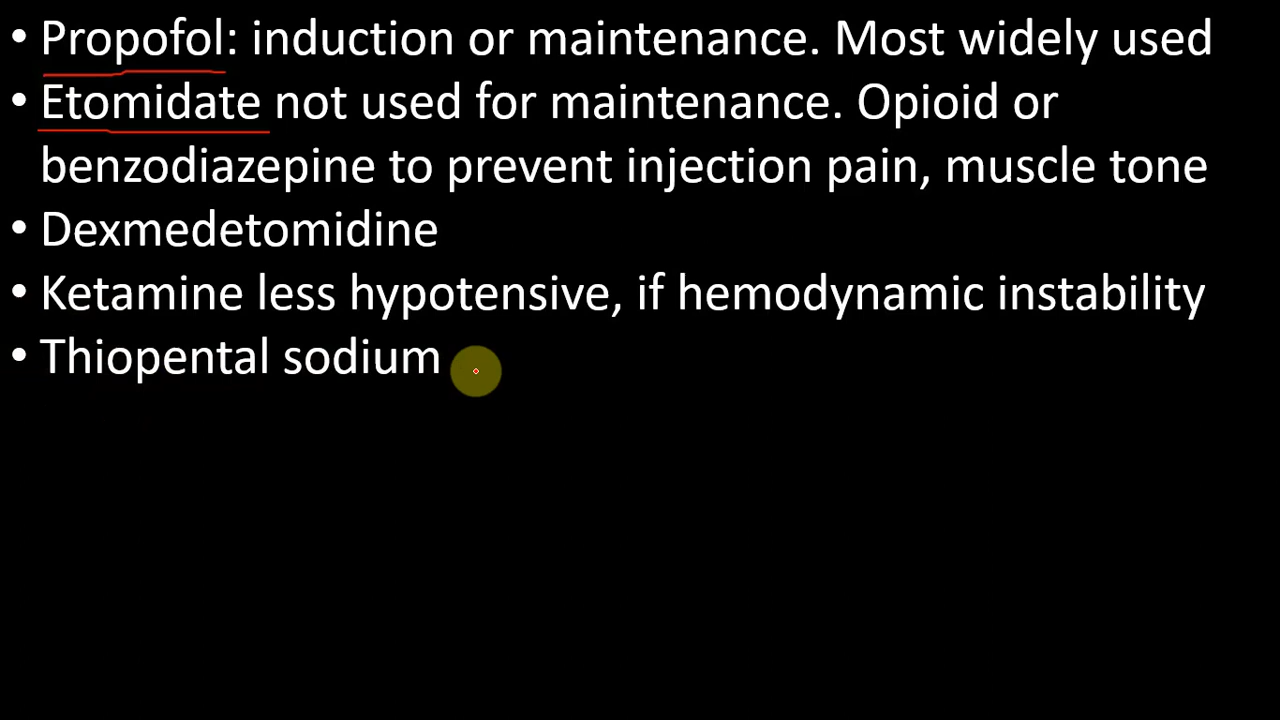 • Propofol: induction or maintenance. Most widely used
• Etomidate not used for maintenance. Opioid or
benzodiazepine to prevent injection pain, muscle tone
• Dexmedetomidine
• Ketamine less hypotensive, if hemodynamic instability
• Thiopental sodium